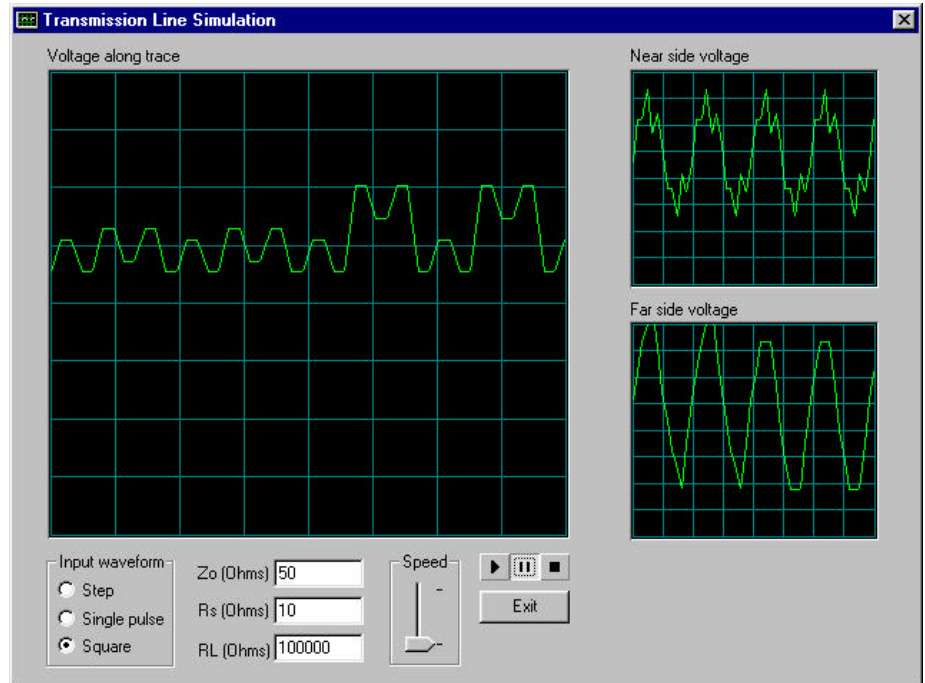 Transmission Line Simulation
Voltage along trace
Near side voltage
Far side voltage
Input waveform
Step
Single pulse
Square
Zo (Ohms) 50
Rs (Ohms) 10
RL (Ohms) 100000
Speed
Exit